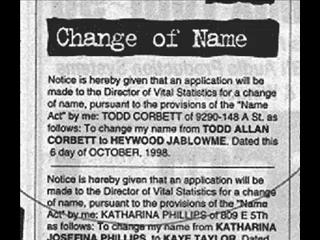 Change of Name
Notice is hereby given that an application will be
made to the Director of Vital Statistics for a change
of name, pursuant to the provisions of the "Name
Act" by me: TODD CORBETT of 9290-148 A St. as
follows: To change my name from TODD ALLAN
CORBETT to HEYWOOD JABLOWME. Dated this
6 day of OCTOBER, 1998.
Notice is hereby given that an application will be
made to the Director of Vital Statistics for a change
of name, pursuant to the provisions of the "Name
Act" by me: KATHARINA PHILLIPS of 809 E 5Th
as follows: To change my name from KATHARINA
JOSEFINA PHILLIPS to KAYE TAYLOR. Dated